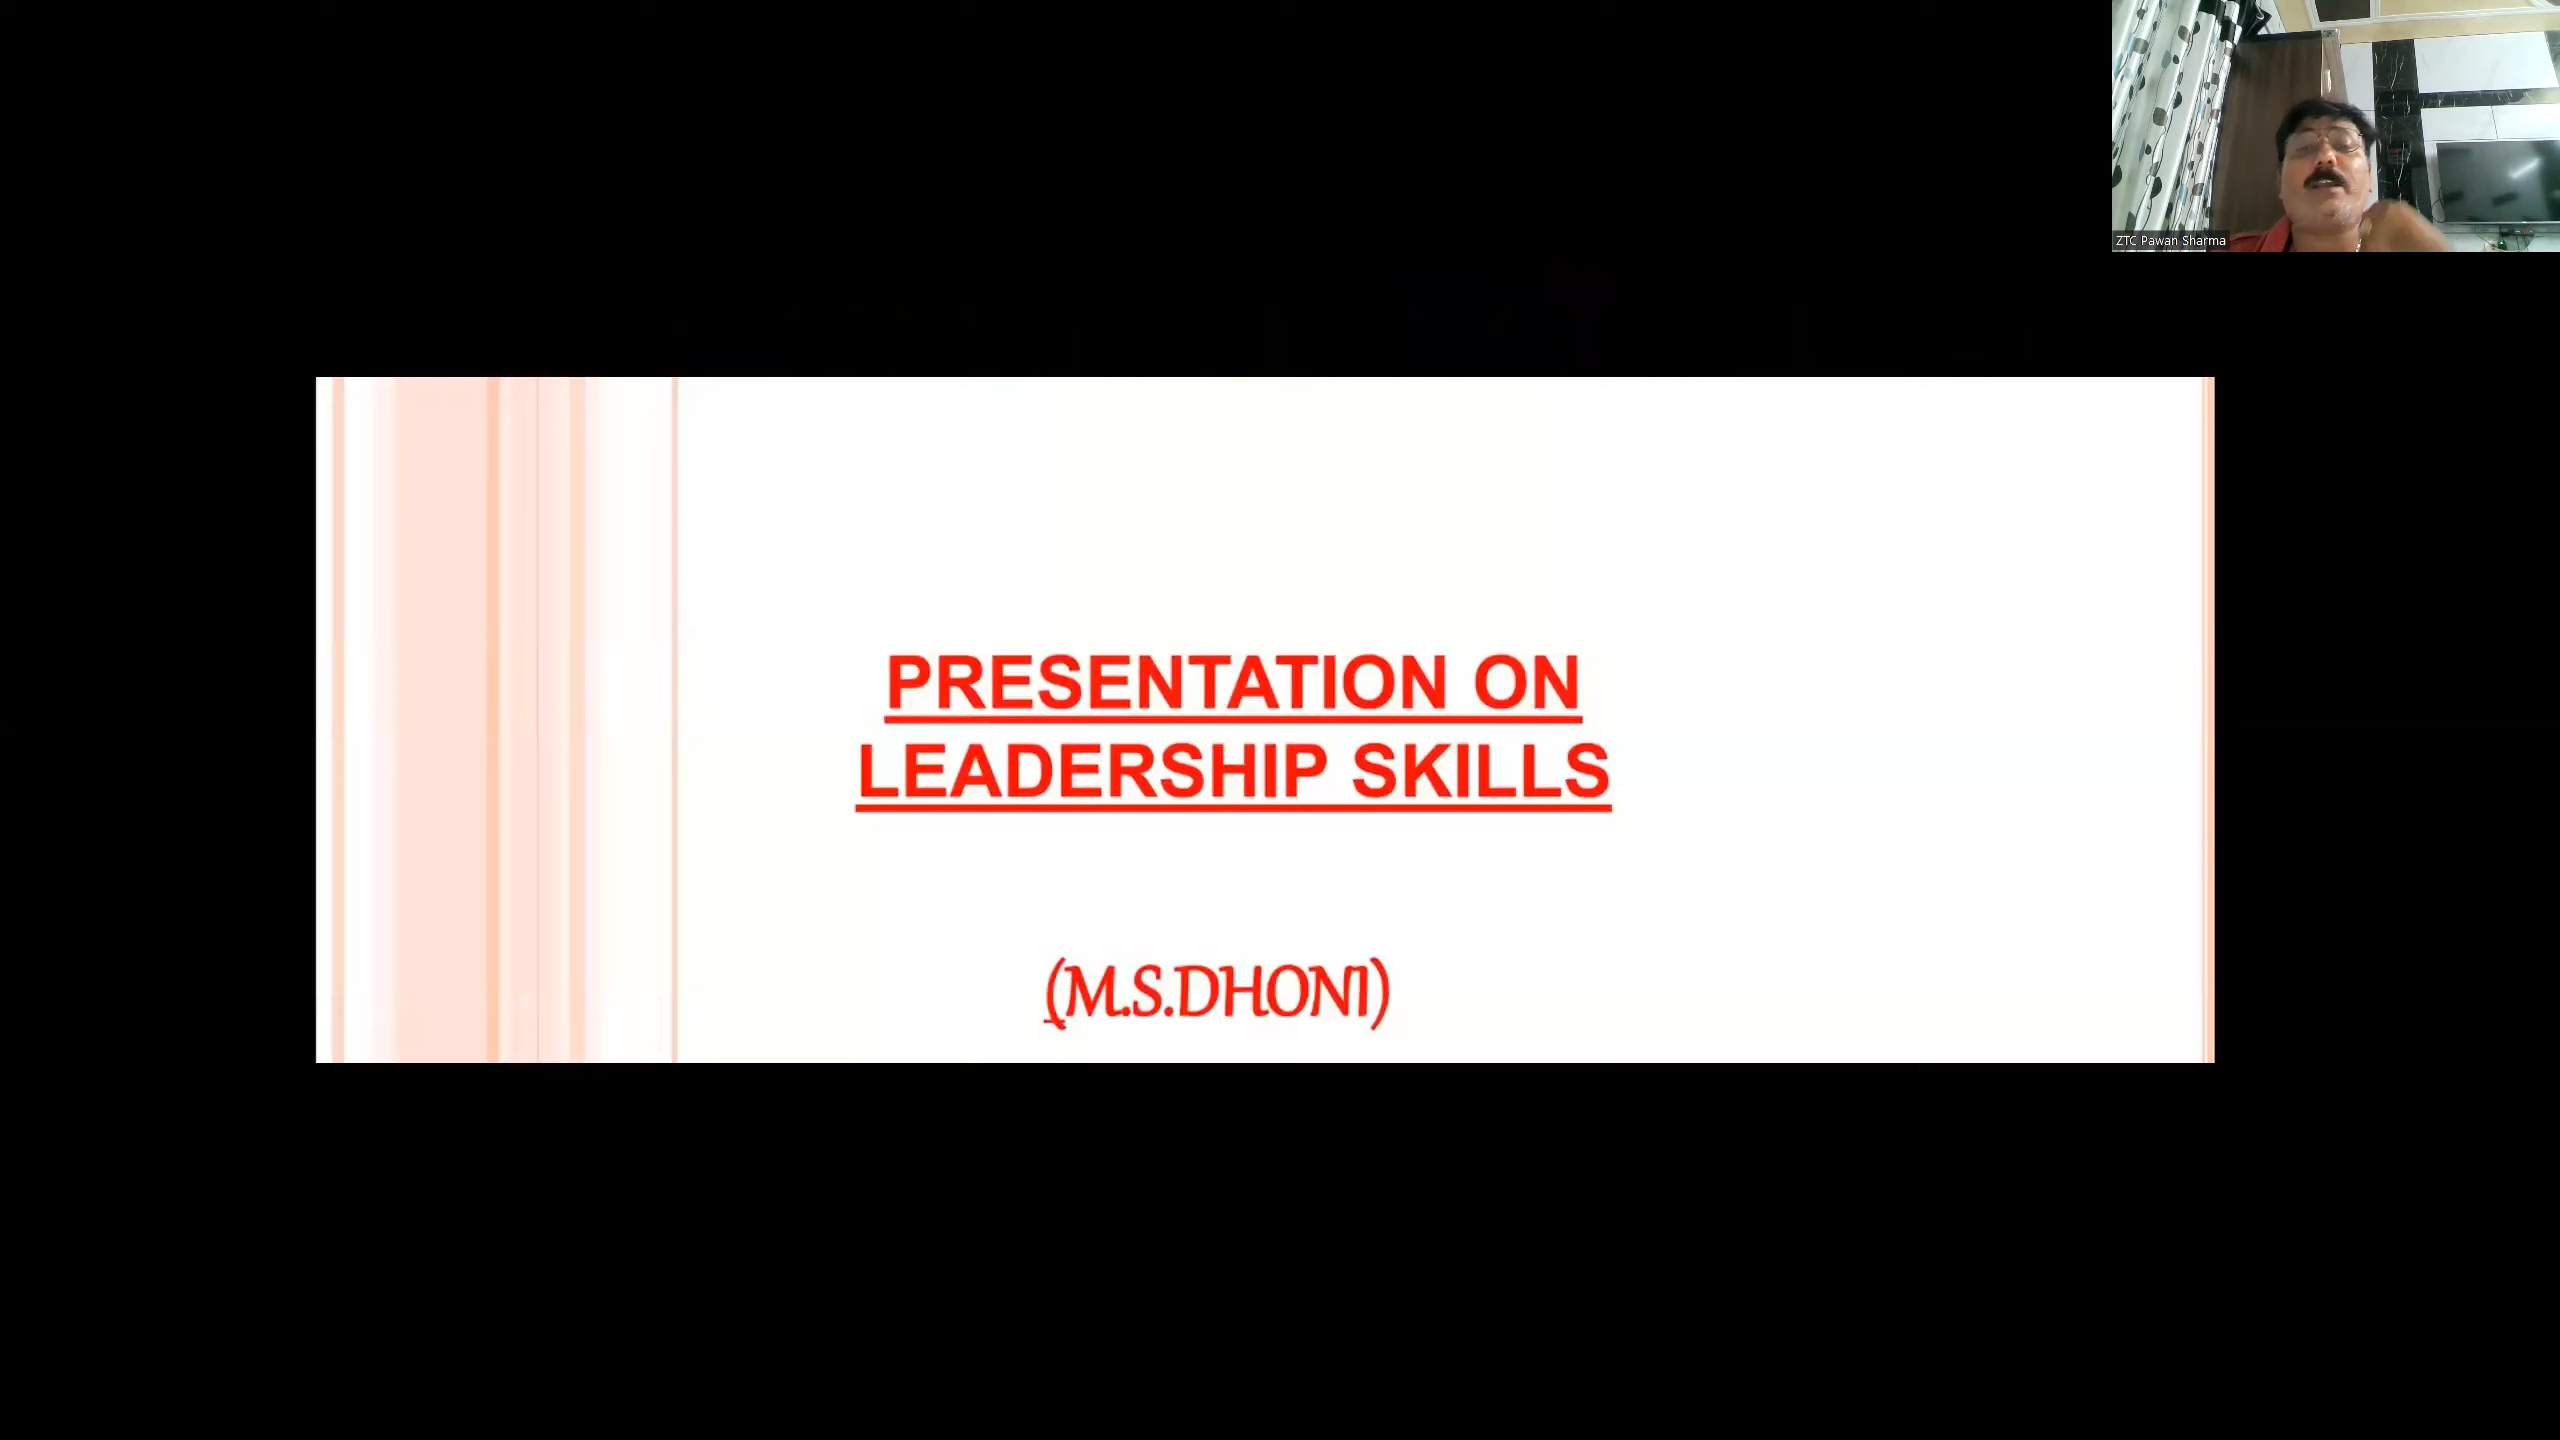 ZTC Pawan Sharma
PRESENTATION ON
LEADERSHIP SKILLS
(M.S.DHONI)